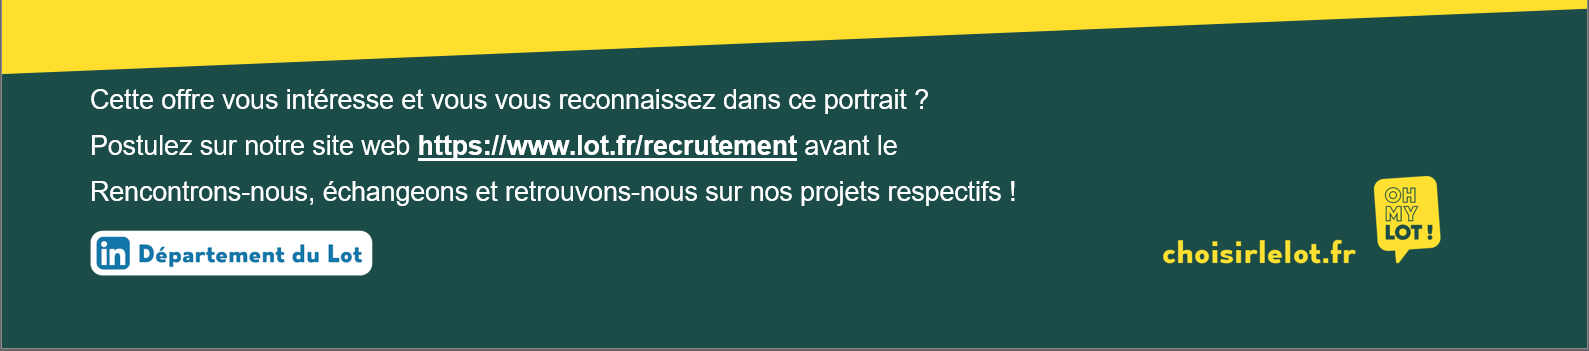 Cette offre vous intéresse et vous vous reconnaissez dans ce portrait ?
Postulez sur notre site web https://www.lot.fr/recrutement avant le
Rencontrons-nous, échangeons et retrouvons-nous sur nos projets respectifs !
in Département du Lot
choisirlelot.fr
OH
MY
LOT !